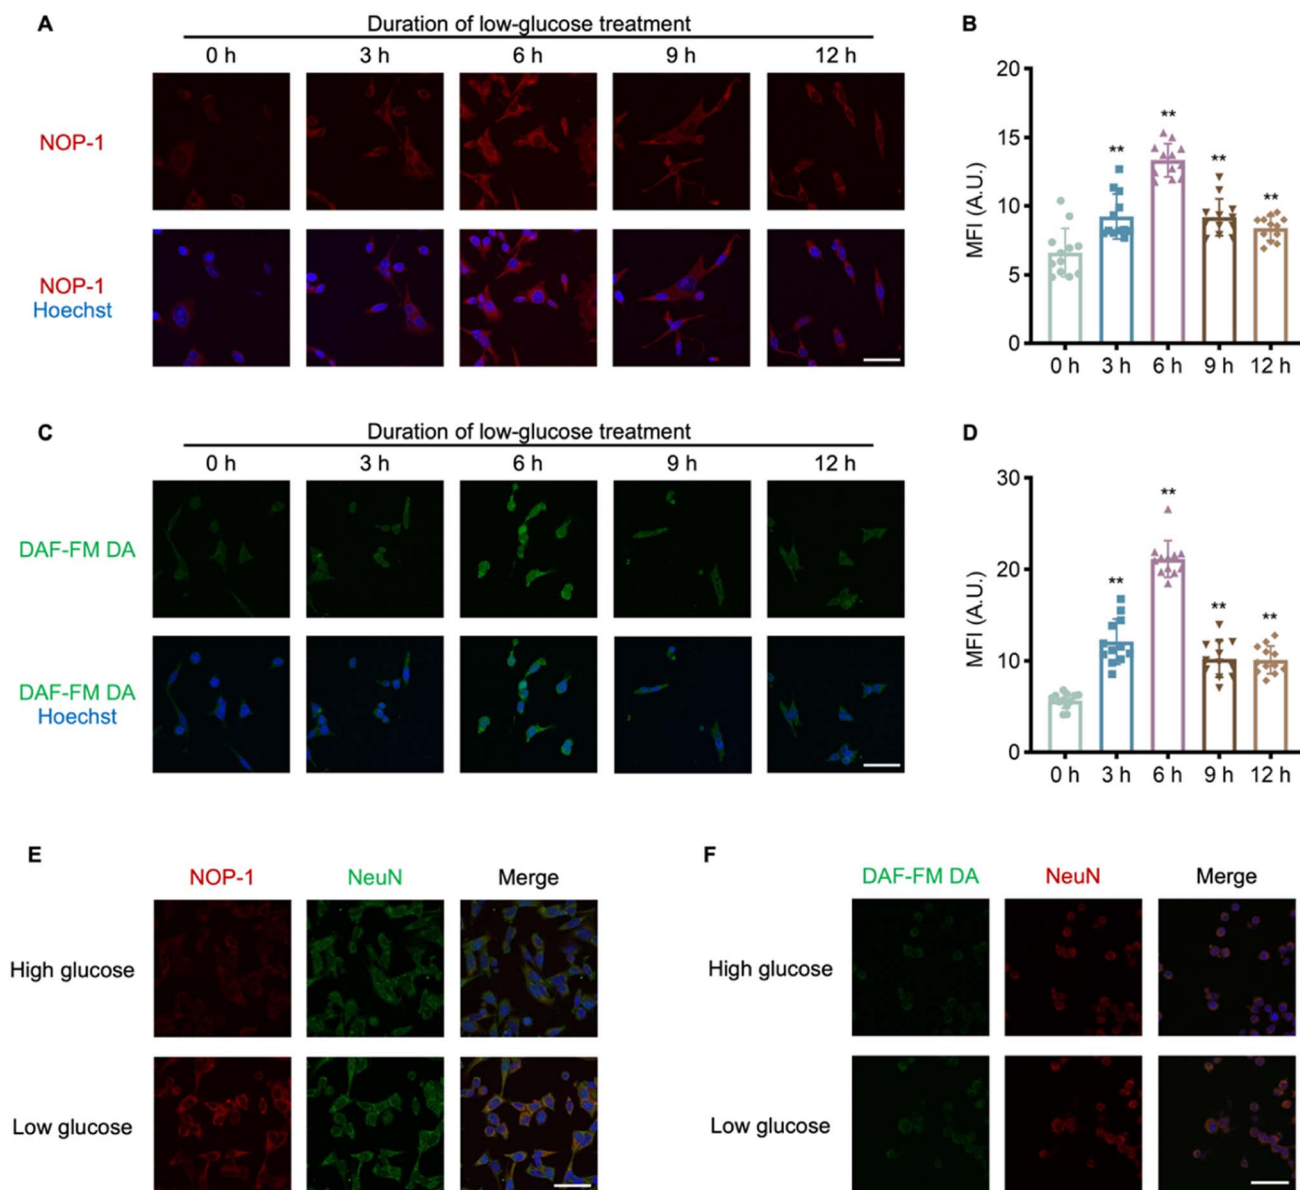 A
Duration of low-glucose treatment
0 h 3 h 6 h 9 h 12 h
NOP-1
NOP-1
Hoechst
B
MFI (A.U.)
20
15
10
5
0
**
**
**
**
0 h 3 h 6 h 9 h 12 h
C
Duration of low-glucose treatment
0 h 3 h 6 h 9 h 12 h
DAF-FM DA
DAF-FM DA
Hoechst
D
MFI (A.U.)
30
20
10
0
**
**
**
**
0 h 3 h 6 h 9 h 12 h
E
NOP-1 NeuN Merge
High glucose
Low glucose
F
DAF-FM DA NeuN Merge
High glucose
Low glucose